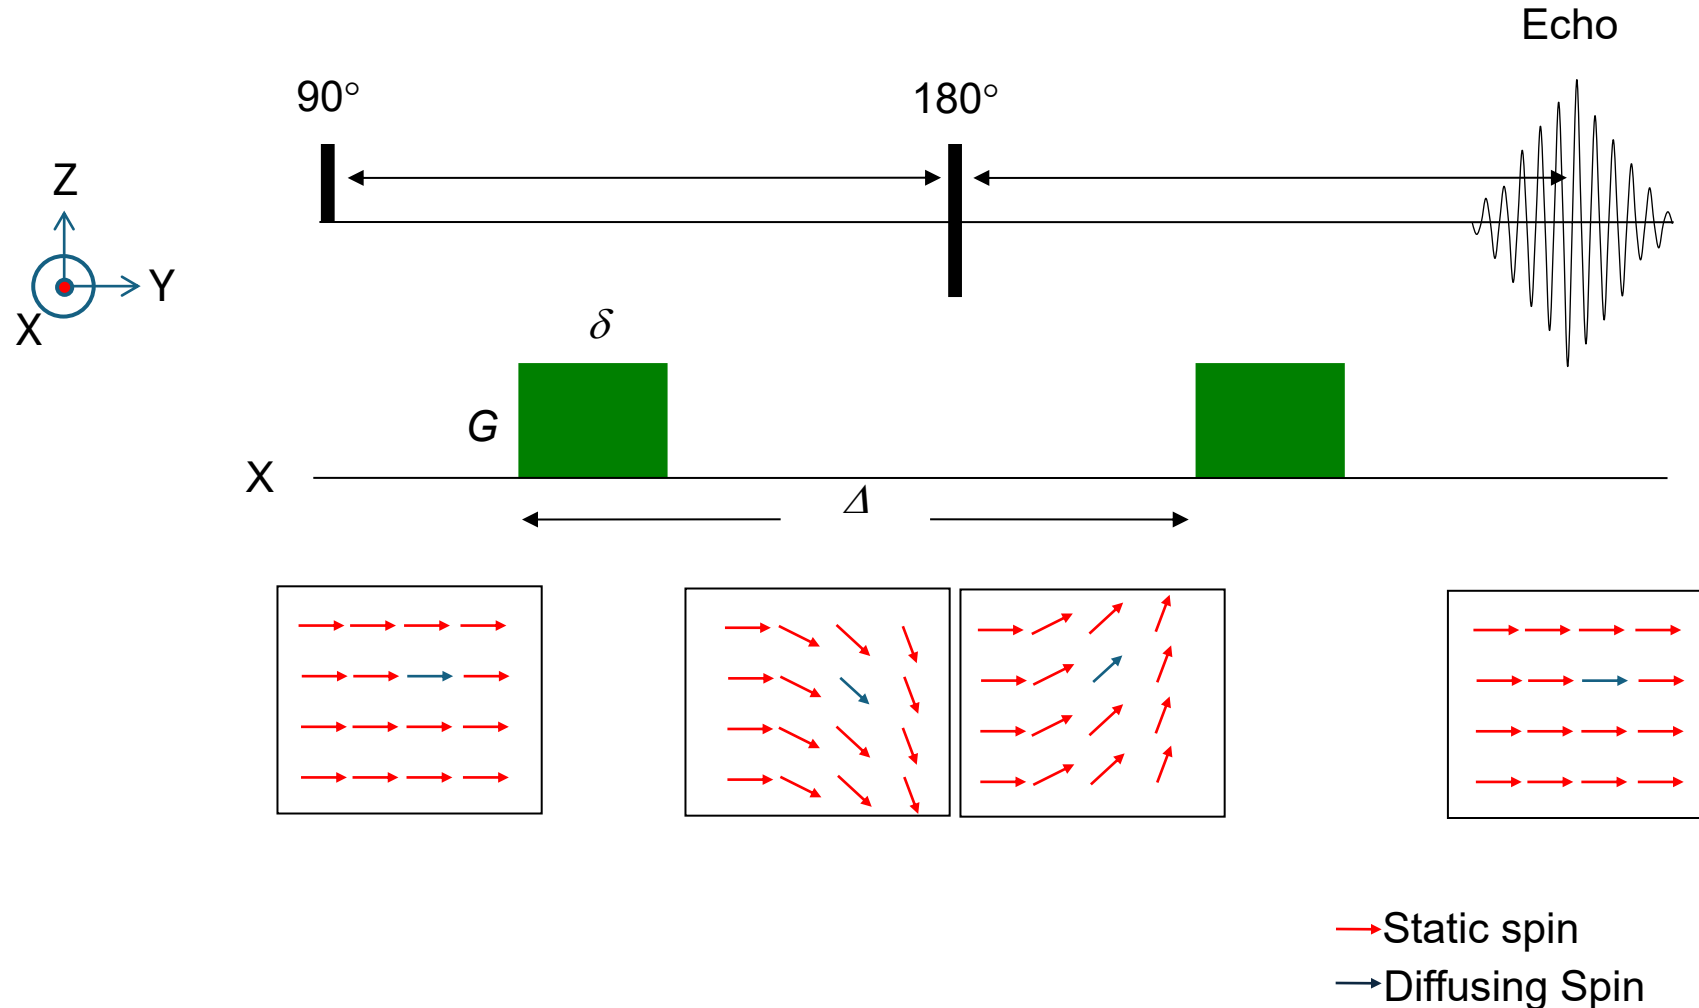 Echo
90°
180°
Z
Y
X
δ
G
X
Δ
Static spin
Diffusing Spin